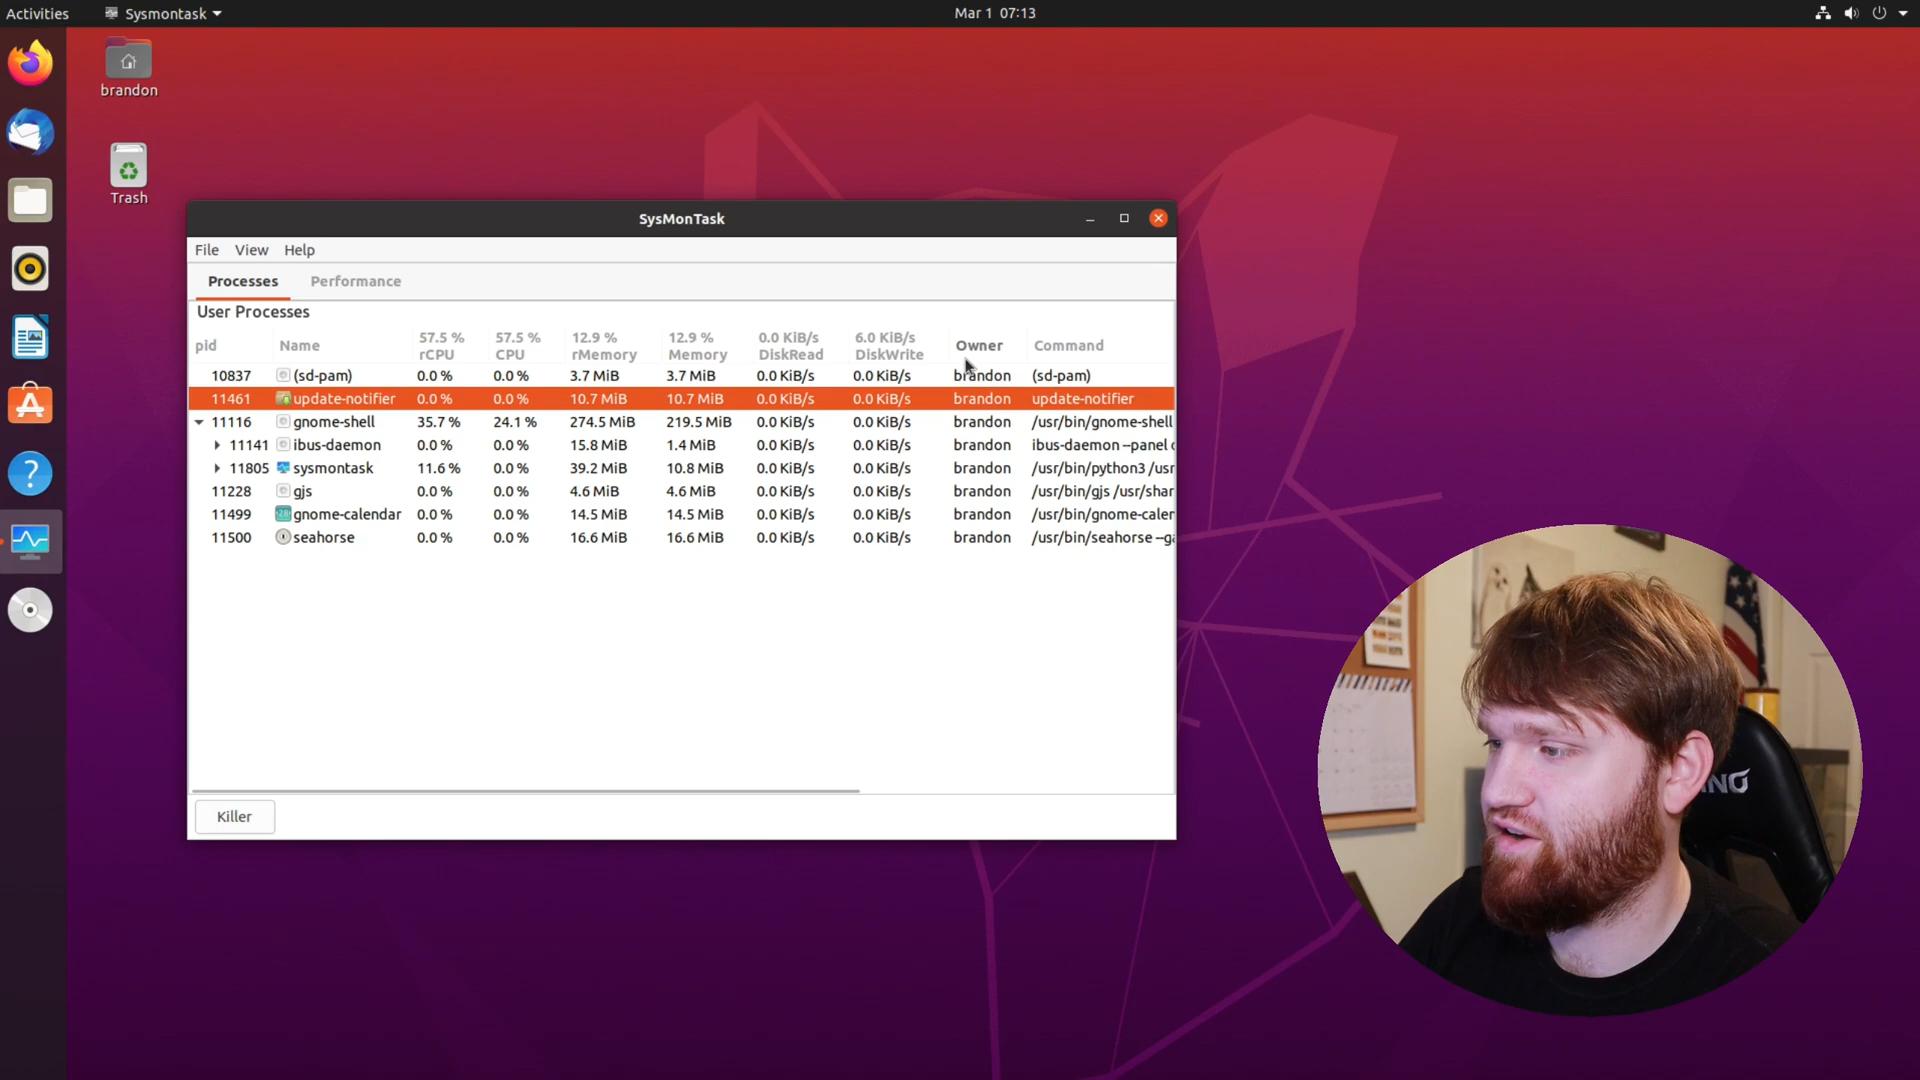 Activities Sysmontask Mar 1 07:13
brandon
Trash
SysMonTask
File View Help
Processes Performance
User Processes
57.5 % 57.5 % 12.9 % 12.9 % 0.0 KiB/s 6.0 KiB/s
pid Name rCPU CPU rMemory Memory DiskRead DiskWrite Owner Command
10837 (sd-pam) 0.0 % 0.0 % 3.7 MiB 3.7 MiB 0.0 KiB/s 0.0 KiB/s brandon (sd-pam)
11461 update-notifier 0.0 % 0.0 % 10.7 MiB 10.7 MiB 0.0 KiB/s 0.0 KiB/s brandon update-notifier
11116 gnome-shell 35.7 % 24.1 % 274.5 MiB 219.5 MiB 0.0 KiB/s 0.0 KiB/s brandon /usr/bin/gnome-shell
11141 ibus-daemon 0.0 % 0.0 % 15.8 MiB 1.4 MiB 0.0 KiB/s 0.0 KiB/s brandon ibus-daemon --panel
11805 sysmontask 11.6 % 0.0 % 39.2 MiB 10.8 MiB 0.0 KiB/s 0.0 KiB/s brandon /usr/bin/python3 /usr
11228 gjs 0.0 % 0.0 % 4.6 MiB 4.6 MiB 0.0 KiB/s 0.0 KiB/s brandon /usr/bin/gjs /usr/shar
11499 gnome-calendar 0.0 % 0.0 % 14.5 MiB 14.5 MiB 0.0 KiB/s 0.0 KiB/s brandon /usr/bin/gnome-caler
11500 seahorse 0.0 % 0.0 % 16.6 MiB 16.6 MiB 0.0 KiB/s 0.0 KiB/s brandon /usr/bin/seahorse --ga
Killer